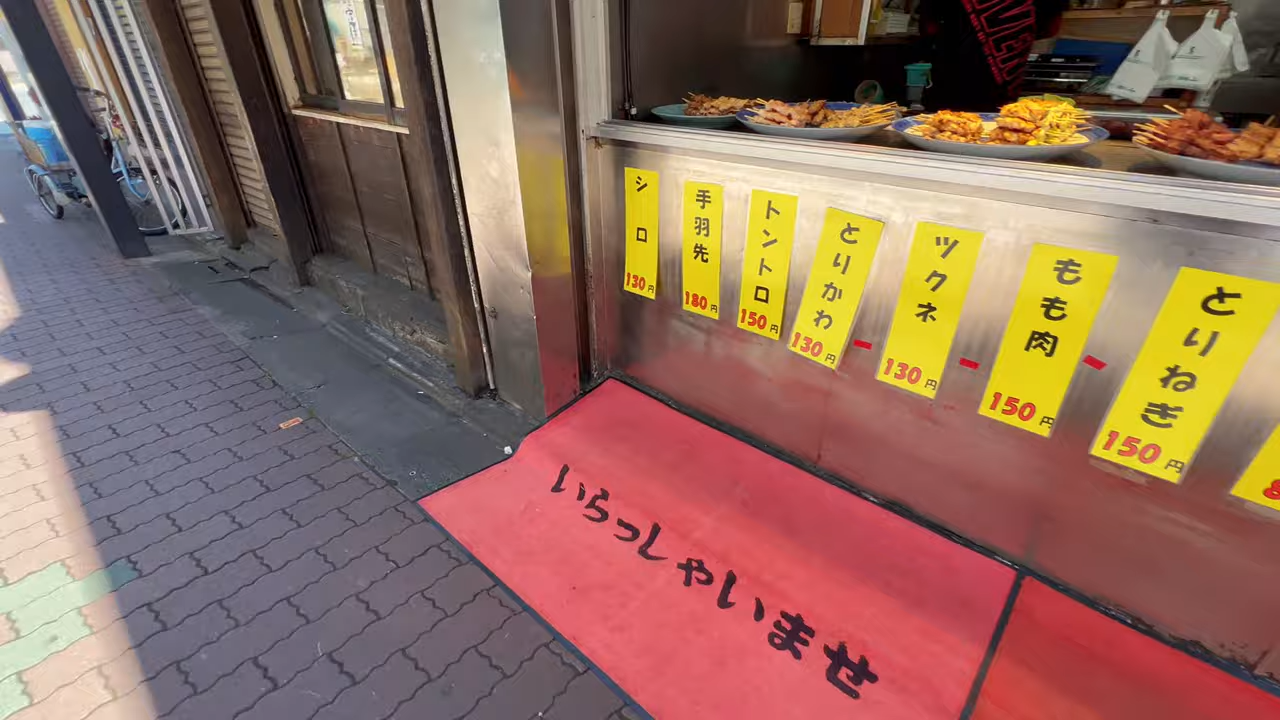 シロ
130円
手羽先
180円
トントロ
150円
とりかわ
130円
ツクネ
130円
もも肉
150円
とりねぎ
150円
いらっしゃいませ